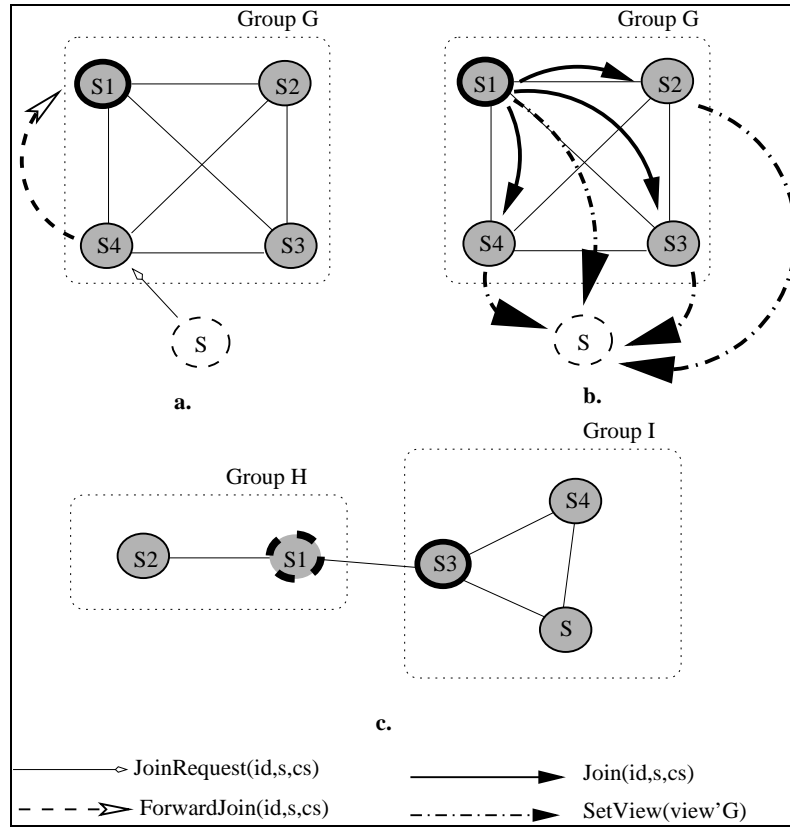 Group G
S1
S2
S4
S3
S
a.
Group G
S1
S2
S4
S3
S
b.
Group I
Group H
S4
S2
S1
S3
S
c.
JoinRequest(id,s,cs)
Join(id,s,cs)
ForwardJoin(id,s,cs)
SetView(view'G)